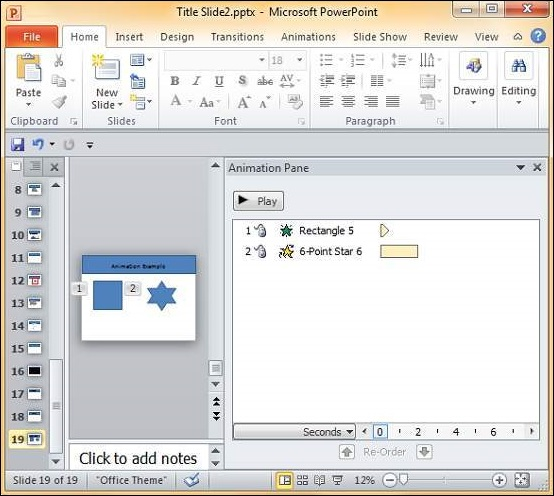 Title Slide2.pptx - Microsoft PowerPoint
File Home Insert Design Transitions Animations Slide Show Review View
Paste New Slide 18 Drawing Editing
B I U S abc AV
A A Aa A A
Clipboard Slides Font Paragraph
Animation Pane
Play
1 Rectangle 5
2 6-Point Star 6
8
9
10
11
12
13
14
15
16
17
18
19
Animation Example
1 2
Seconds 0 2 4 6
Re-Order
Click to add notes
Slide 19 of 19 "Office Theme" 12%